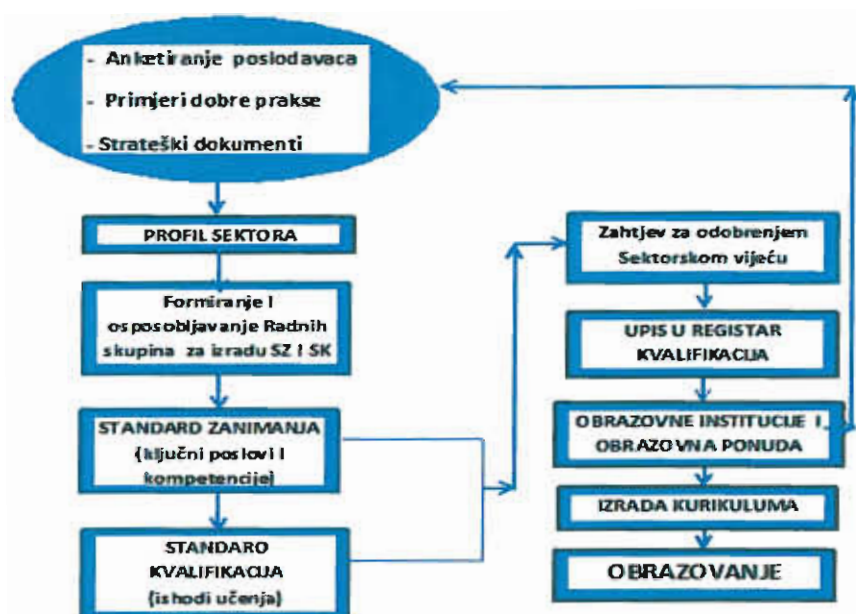 - Anketiranje poslodavaca
- Primjeri dobre prakse
- Strateški dokumenti
PROFIL SEKTORA
Formiranje I
osposobljavanje Radnih
skupina za izradu SZ I SK
STANDARD ZANIMANJA
(ključni poslovi I
kompetencije)
STANDARO
KVALIFIKACIJA
(ishodi učenja)
Zahtjev za odobrenjem
Sektorskom vijeću
UPIS U REGISTAR
KVALIFIKACIJA
OBRAZOVNE INSTITUCIJE I
OBRAZOVNA PONUDA
IZRADA KURIKULUMA
OBRAZOVANJE